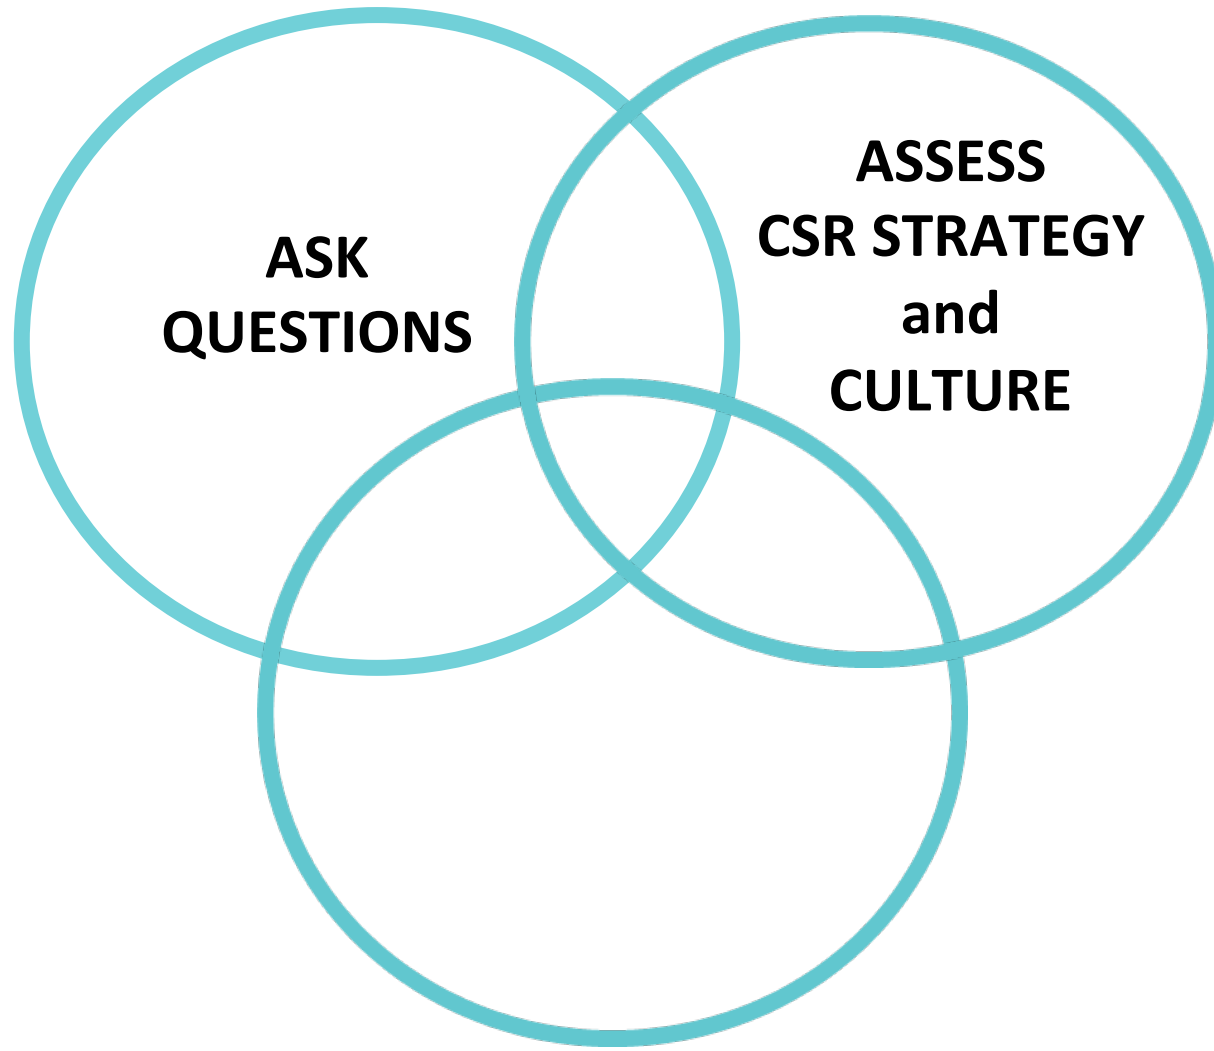 ASK
QUESTIONS
ASSESS
CSR STRATEGY
and
CULTURE